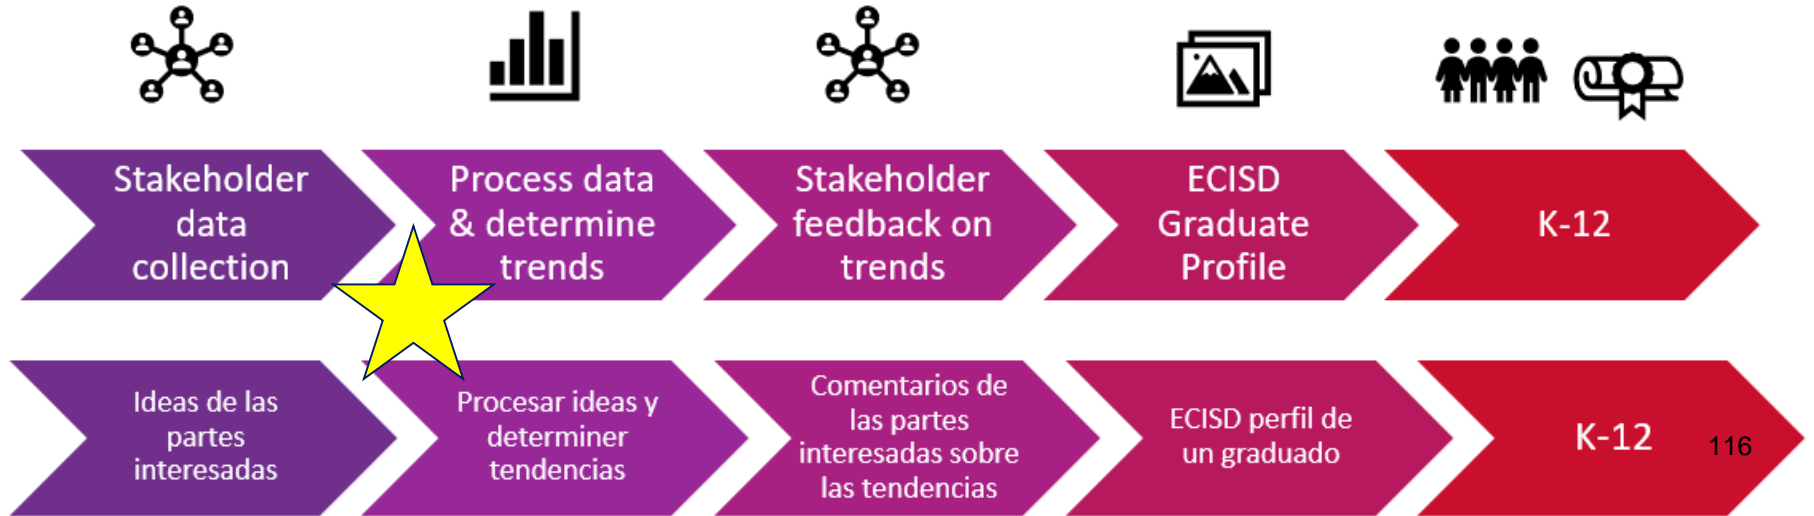 Stakeholder
data
collection
Process data
& determine
trends
Stakeholder
feedback on
trends
ECISD
Graduate
Profile
K-12
Ideas de las
partes
interesadas
Procesar ideas y
determiner
tendencias
Comentarios de
las partes
interesadas sobre
las tendencias
ECISD perfil de
un graduado
K-12
116